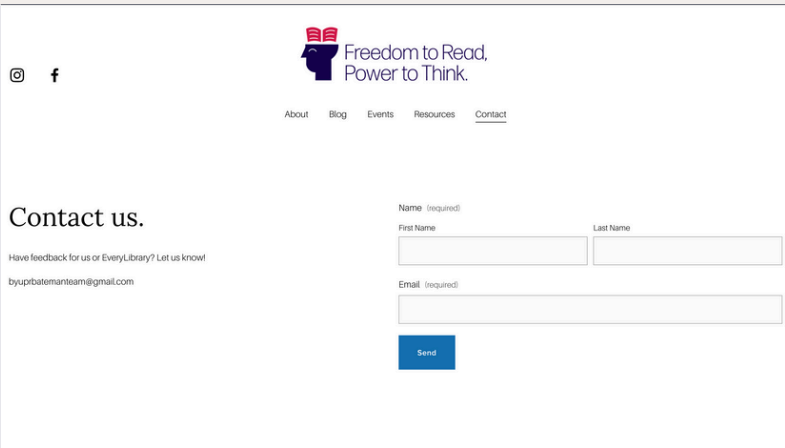 Freedom to Read,
Power to Think.
About Blog Events Resources Contact
Contact us.
Have feedback for us or EveryLibrary? Let us know!
byuprbatemanteam@gmail.com
Name (required)
First Name Last Name
Email (required)
Send